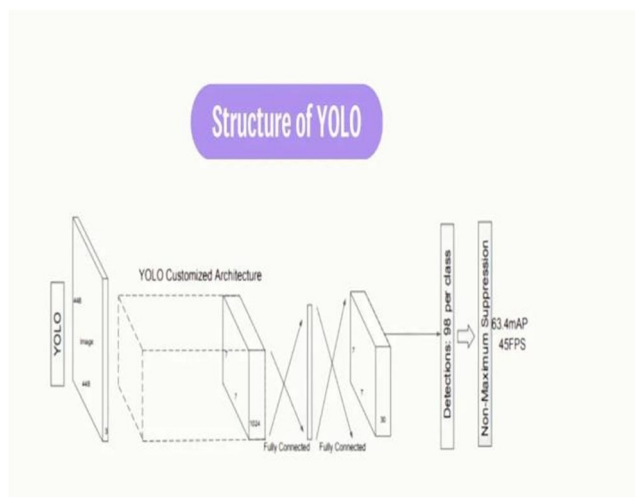 Structure of YOLO
YOLO
448
Image
448
3
YOLO Customized Architecture
7
7
1024
Fully Connected
Fully Connected
7
7
30
Detections: 98 per class
Non-Maximum Suppression
63.4mAP
45FPS